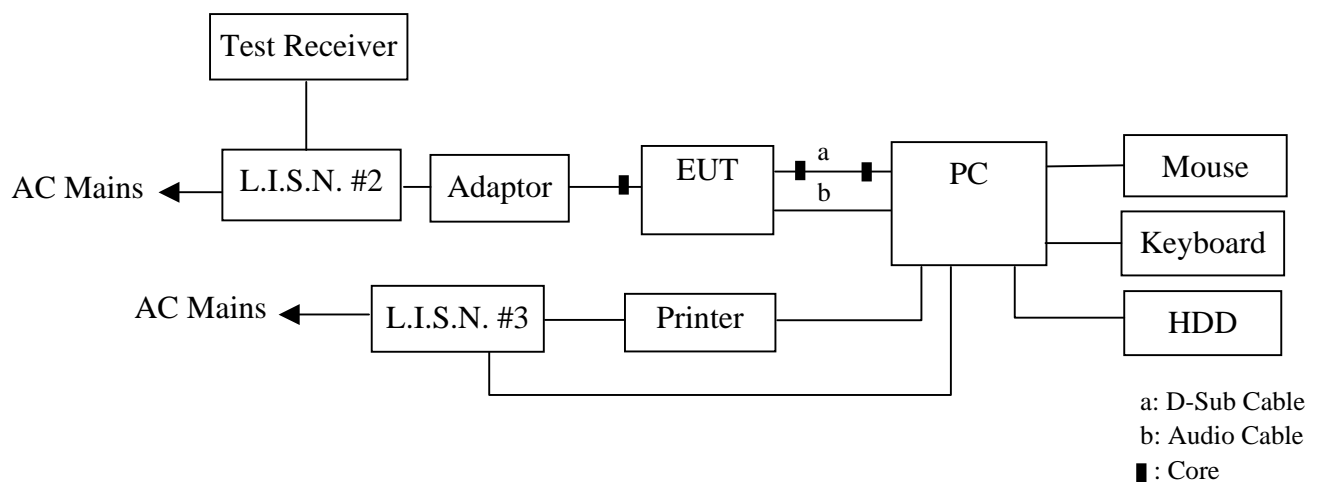 Test Receiver
AC Mains
L.I.S.N. #2
Adaptor
EUT
a
b
PC
Mouse
Keyboard
HDD
AC Mains
L.I.S.N. #3
Printer
a: D-Sub Cable
b: Audio Cable
: Core